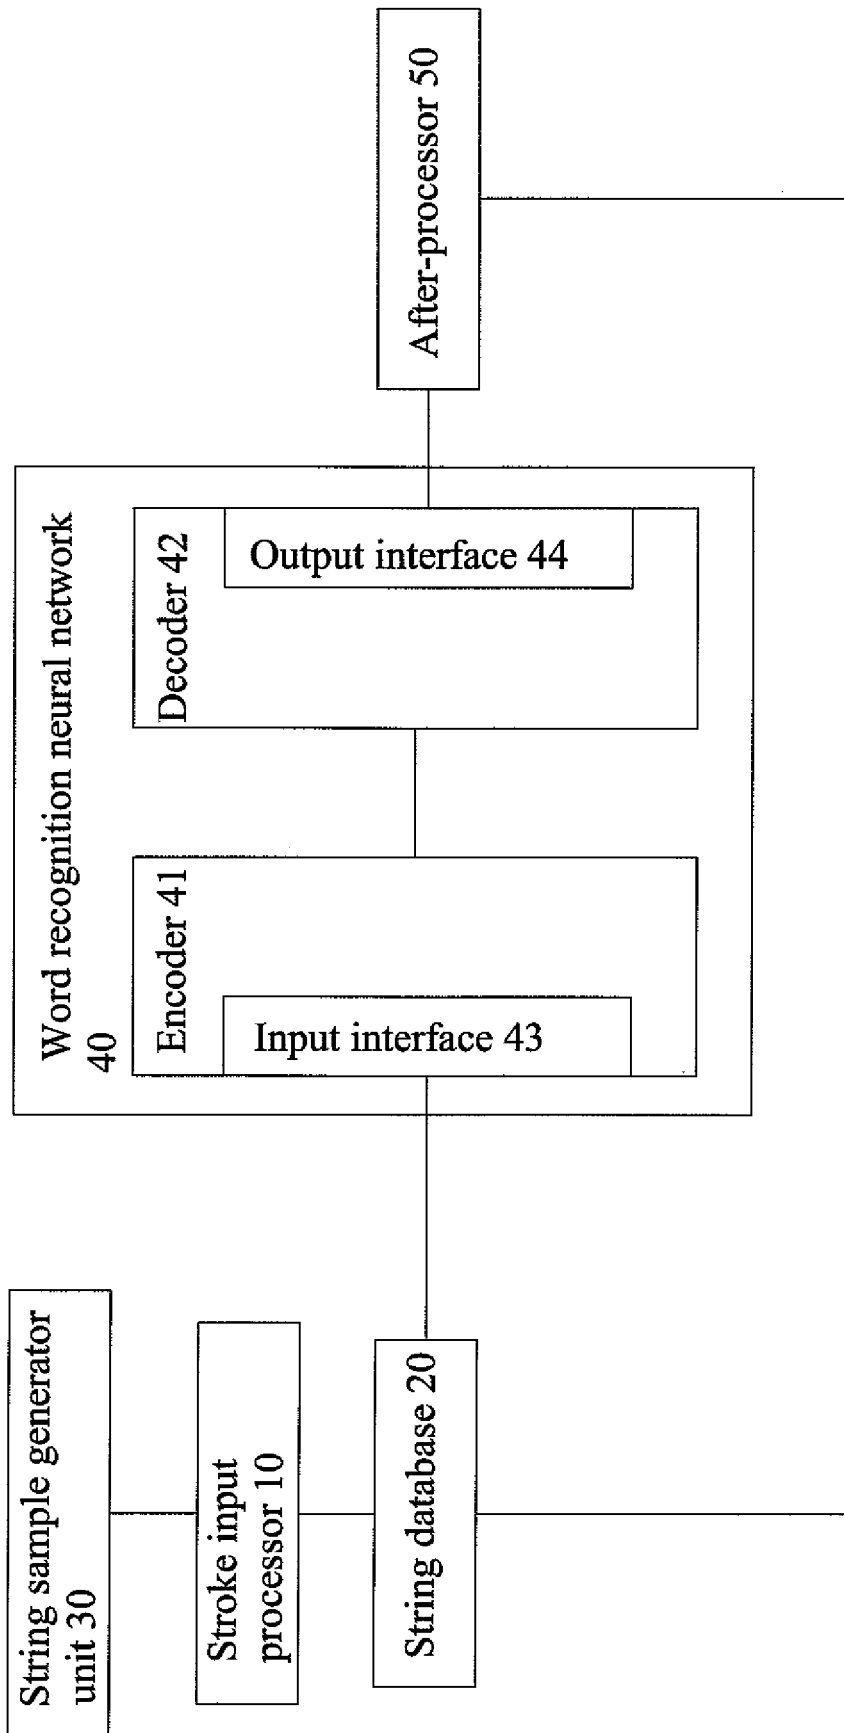 String sample generator
unit 30
Stroke input
processor 10
String database 20
Word recognition neural network
40
Encoder 41
Input interface 43
Decoder 42
Output interface 44
After-processor 50